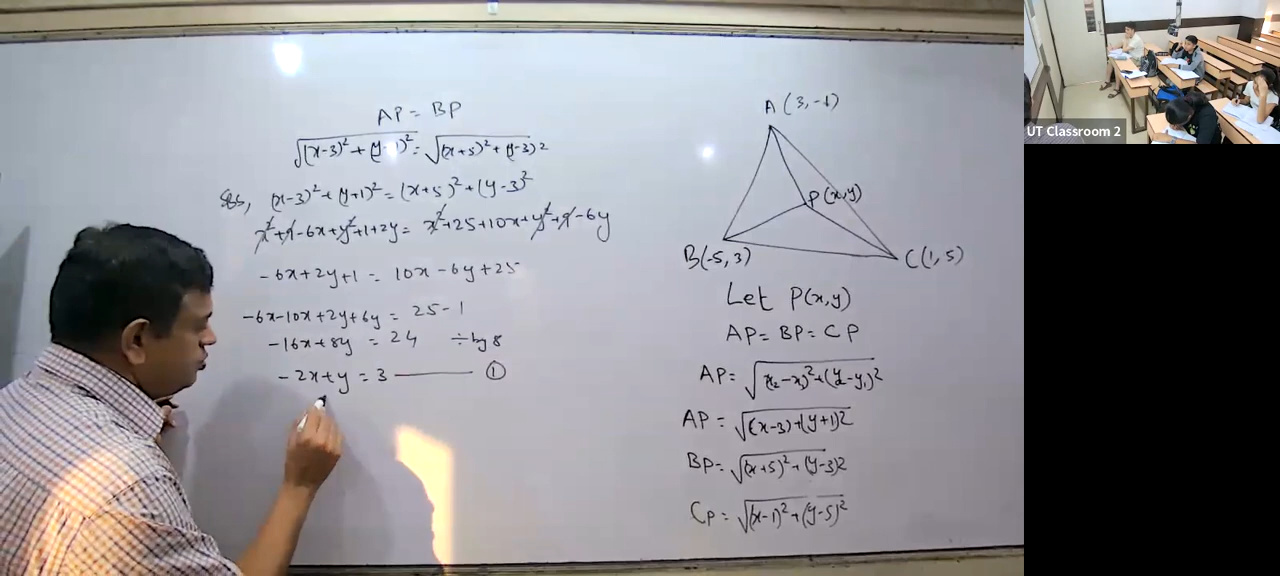 AP = BP
√(x-3)²+(y-1)² = √(x+5)²+(y-3)2
SBS, (x-3)²+(y+1)² = (x+5)²+(y-3)²
x²+9-6x+y²+1+2y = x²+25+10x+y²+9-6y
-6x+2y+1 = 10x-6y+25
-6x-10x+2y+6y = 25-1
-16x+8y = 24 ÷by 8
-2x+y = 3 ——— ①
A(3,-1)
P(x,y)
B(-5,3)
C(1,5)
Let P(x,y)
AP=BP=CP
AP=√(x₂-x₁)²+(y₂-y₁)²
AP=√(x-3)+(y+1)2
BP=√(x+5)²+(y-3)2
CP=√(x-1)²+(y-5)²
UT Classroom 2